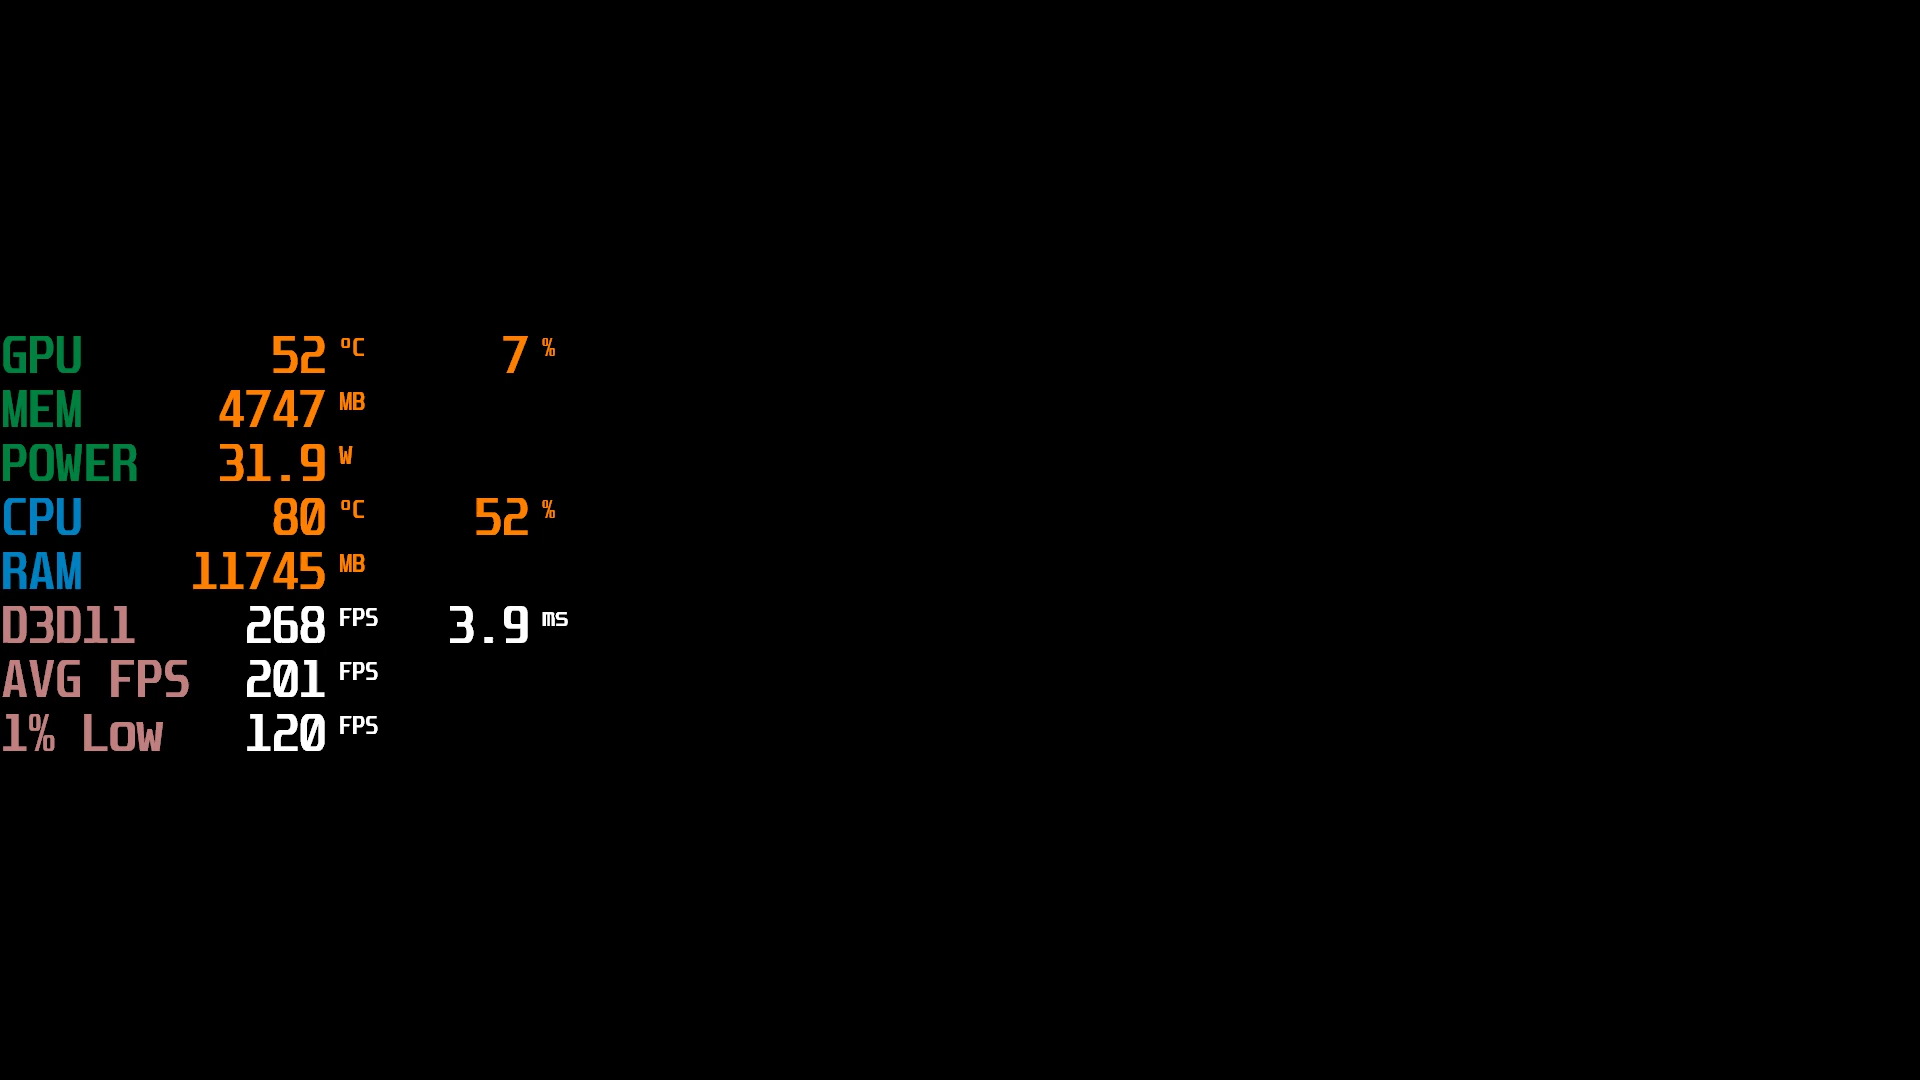 GPU 52 °C 7 %
MEM 4747 MB
POWER 31.9 W
CPU 80 °C 52 %
RAM 11745 MB
D3D11 268 FPS 3.9 ms
AVG FPS 201 FPS
1% Low 120 FPS